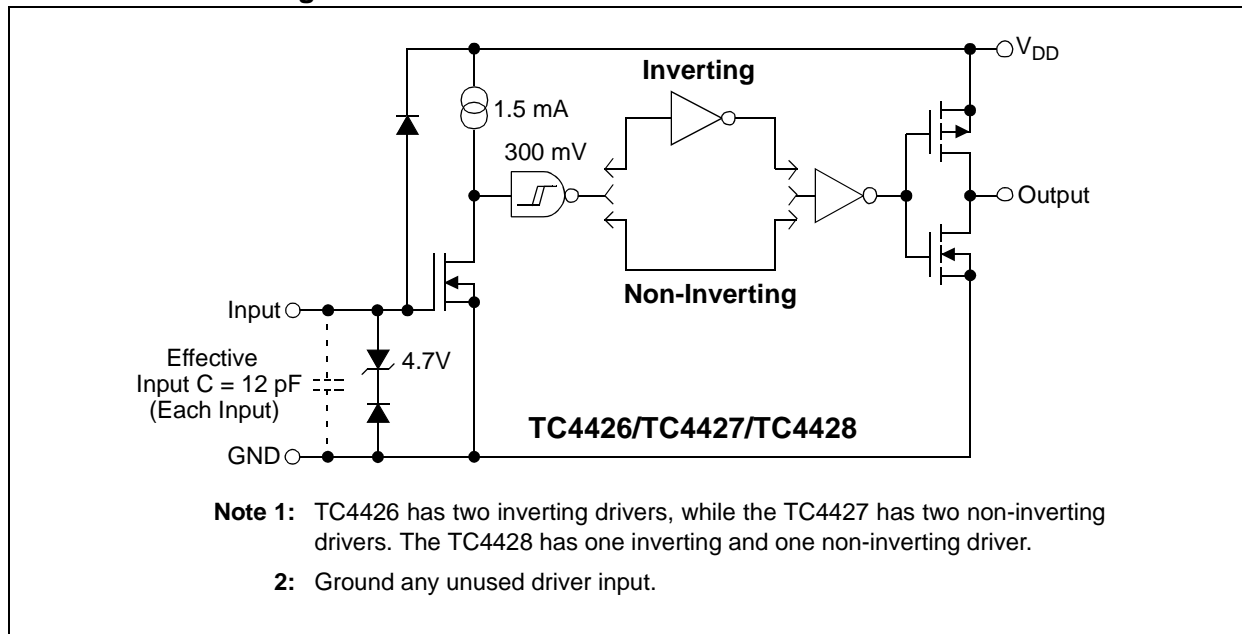 V_DD
Inverting
1.5 mA
300 mV
Output
Non-Inverting
Input
Effective
Input C = 12 pF
(Each Input)
4.7V
TC4426/TC4427/TC4428
GND
Note 1: TC4426 has two inverting drivers, while the TC4427 has two non-inverting
drivers. The TC4428 has one inverting and one non-inverting driver.
2: Ground any unused driver input.